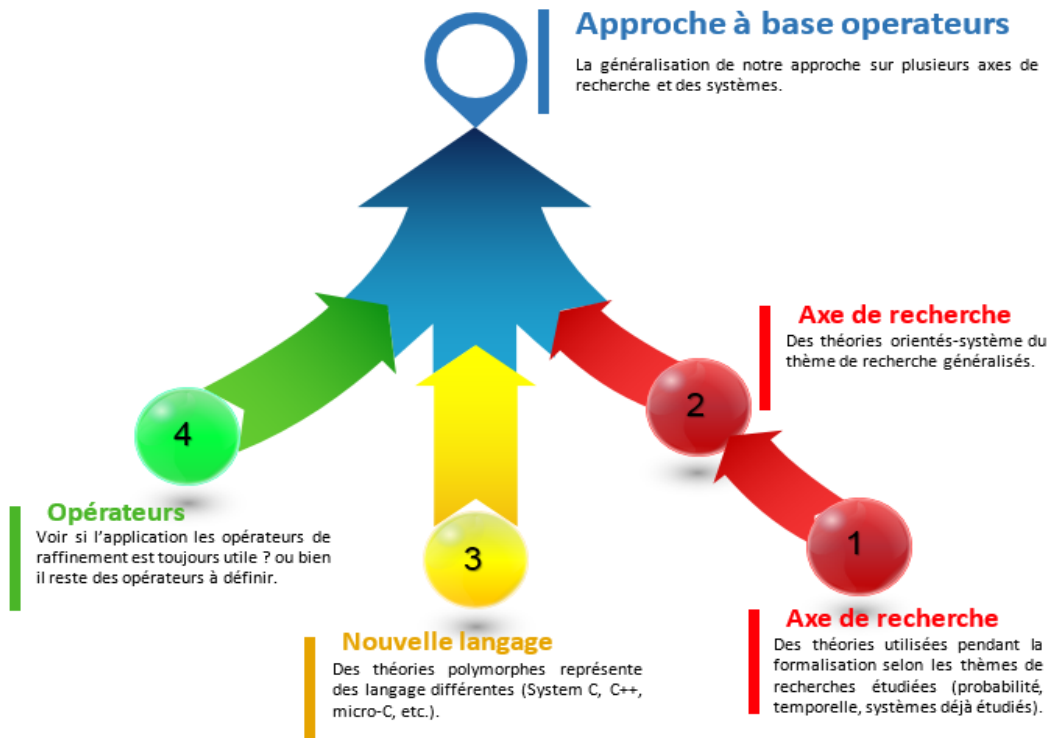 Approche à base operateurs
La généralisation de notre approche sur plusieurs axes de
recherche et des systèmes.
Axe de recherche
Des théories orientés-système du
thème de recherche généralisés.
2
4
Opérateurs
Voir si l'application les opérateurs de
raffinement est toujours utile ? ou bien
il reste des opérateurs à définir.
1
3
Axe de recherche
Des théories utilisées pendant la
formalisation selon les thèmes de
recherches étudiées (probabilité,
temporelle, systèmes déjà étudiés).
Nouvelle langage
Des théories polymorphes représente
des langage différentes (System C, C++,
micro-C, etc.).